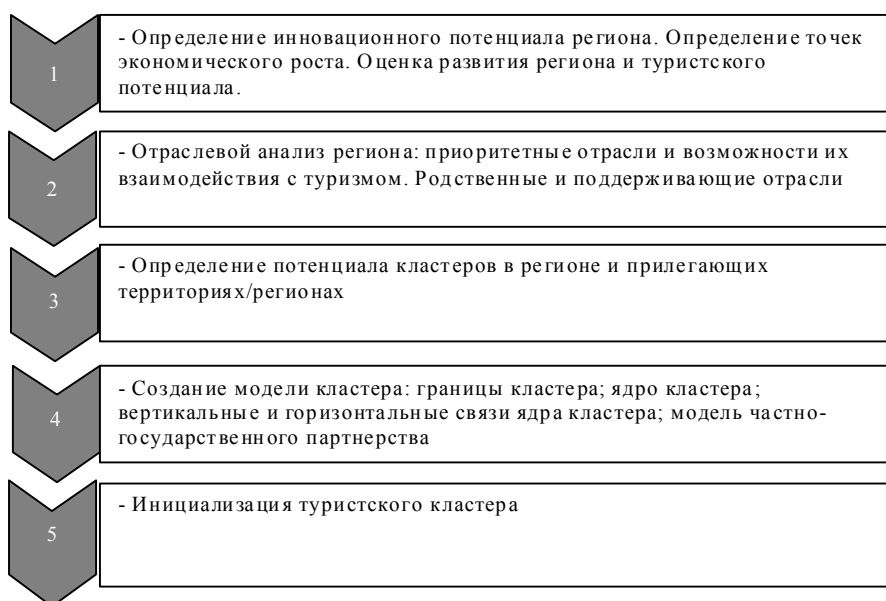 1
- Определение инновационного потенциала региона. Определение точек
экономического роста. Оценка развития региона и туристского
потенциала.
2
- Отраслевой анализ региона: приоритетные отрасли и возможности их
взаимодействия с туризмом. Родственные и поддерживающие отрасли
3
- Определение потенциала кластеров в регионе и прилегающих
территориях/регионах
4
- Создание модели кластера: границы кластера; ядро кластера;
вертикальные и горизонтальные связи ядра кластера; модель частно-
государственного партнерства
5
- Инициализация туристского кластера